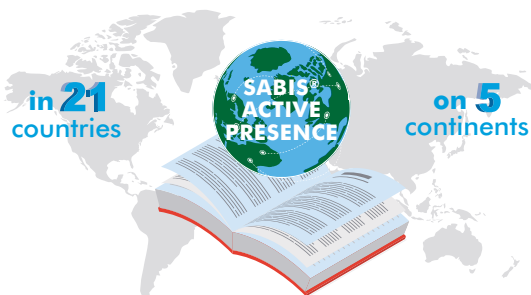 in 21
countries
SABIS®
ACTIVE
PRESENCE
on 5
continents